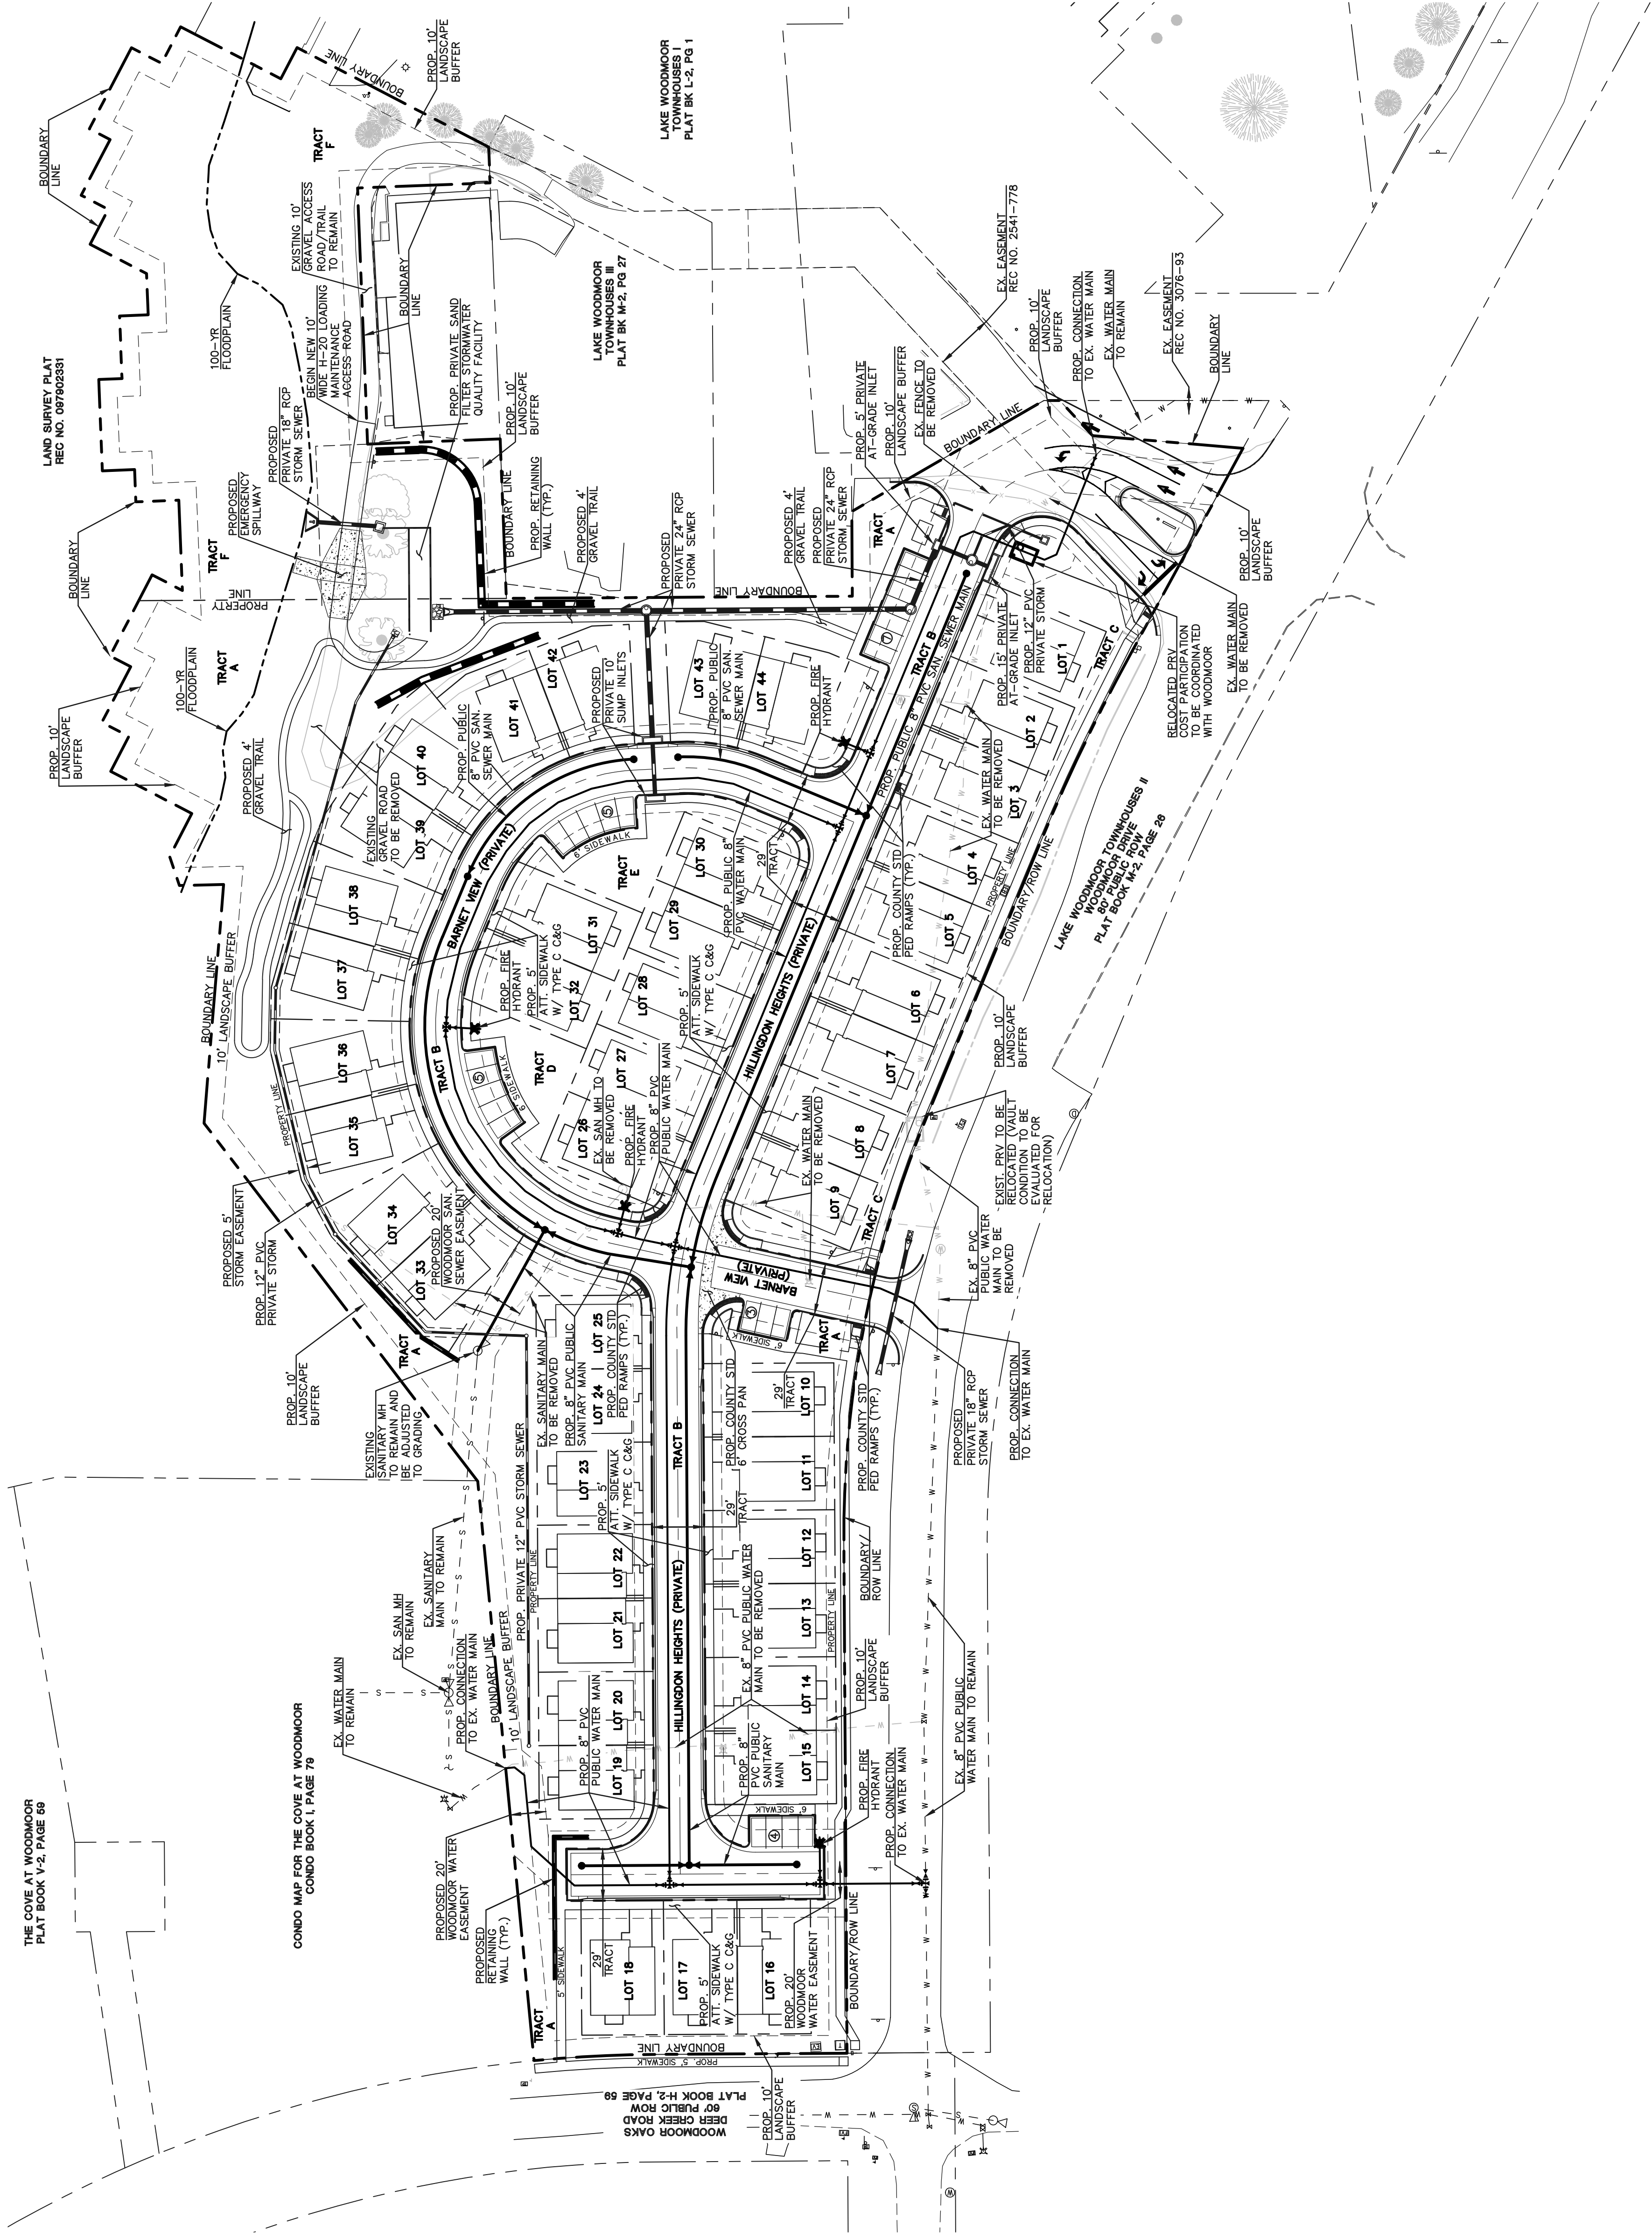 THE COVE AT WOODMOOR
PLAT BOOK V-2, PAGE 59
CONDO MAP FOR THE COVE AT WOODMOOR
CONDO BOOK I, PAGE 79
LAND SURVEY PLAT
REC NO. 097902331
LAKE WOODMOOR
TOWNHOUSES I
PLAT BK L-2, PG 1
LAKE WOODMOOR
TOWNHOUSES III
PLAT BK M-2, PG 27
LAKE WOODMOOR TOWNHOUSES II
WOODMOOR DRIVE
80' PUBLIC ROW
PLAT BOOK M-2, PAGE 26
WOODMOOR OAKS
DEER CREEK ROAD
60' PUBLIC ROW
PLAT BOOK H-2, PAGE 59
BOUNDARY
LINE
BOUNDARY LINE
PROP. 10'
LANDSCAPE
BUFFER
TRACT
F
EXISTING 10'
GRAVEL ACCESS
ROAD/TRAIL
TO REMAIN
BEGIN NEW 10'
WIDE H-20 LOADING
MAINTENANCE
ACCESS ROAD
BOUNDARY
LINE
100-YR
FLOODPLAIN
PROPOSED
PRIVATE 18" RCP
STORM SEWER
PROPOSED
EMERGENCY
SPILLWAY
PROP. PRIVATE SAND
FILTER STORMWATER
QUALITY FACILITY
PROP. 10'
LANDSCAPE
BUFFER
BOUNDARY LINE
PROP. RETAINING
WALL (TYP.)
PROPOSED 4'
GRAVEL TRAIL
PROPOSED
PRIVATE 24" RCP
STORM SEWER
BOUNDARY LINE
BOUNDARY
LINE
TRACT
F
PROPERTY
LINE
PROP. 10'
LANDSCAPE
BUFFER
100-YR
FLOODPLAIN
TRACT
A
PROPOSED 4'
GRAVEL TRAIL
BOUNDARY LINE
10' LANDSCAPE BUFFER
PROPERTY LINE
EXISTING
GRAVEL ROAD
TO BE REMOVED
PROP. PUBLIC
8" PVC SAN.
SEWER MAIN
PROPOSED
PRIVATE 10'
SUMP INLETS
PROP. PUBLIC
8" PVC SAN.
SEWER MAIN
PROP. FIRE
HYDRANT
PROPOSED 4'
GRAVEL TRAIL
PROPOSED
PRIVATE 24" RCP
STORM SEWER
PROP. 5' PRIVATE
AT-GRADE INLET
PROP. 10'
LANDSCAPE BUFFER
EX. FENCE TO
BE REMOVED
BOUNDARY LINE
TRACT
A
EX. EASEMENT
REC NO. 2541-778
PROP. 10'
LANDSCAPE
BUFFER
PROP. CONNECTION
TO EX. WATER MAIN
EX. WATER MAIN
TO REMAIN
EX. EASEMENT
REC NO. 3076-93
BOUNDARY
LINE
PROP. 10'
LANDSCAPE
BUFFER
EX. WATER MAIN
TO BE REMOVED
RELOCATED PRV
COST PARTICIPATION
TO BE COORDINATED
WITH WOODMOOR
TRACT B
PROP. PUBLIC 8" PVC SAN. SEWER MAIN
PROP. 15' PRIVATE
AT-GRADE INLET
PROP. 12" PVC
PRIVATE STORM
TRACT C
EX. WATER MAIN
TO BE REMOVED
LOT 1
LOT 2
LOT 3
LOT 4
LOT 5
LOT 6
LOT 7
LOT 8
LOT 9
LOT 10
LOT 11
LOT 12
LOT 13
LOT 14
LOT 15
LOT 16
LOT 17
LOT 18
LOT 19
LOT 20
LOT 21
LOT 22
LOT 23
LOT 24
LOT 25
LOT 26
LOT 27
LOT 28
LOT 29
LOT 30
LOT 31
LOT 32
LOT 33
LOT 34
LOT 35
LOT 36
LOT 37
LOT 38
LOT 39
LOT 40
LOT 41
LOT 42
LOT 43
LOT 44
7
5
5
3
4
PROPERTY LINE
BOUNDARY/ROW LINE
PROP. COUNTY STD
PED RAMPS (TYP.)
29'
TRACT
PROP. PUBLIC 8"
PVC WATER MAIN
HILLINGDON HEIGHTS (PRIVATE)
BARNET VIEW (PRIVATE)
TRACT B
6' SIDEWALK
TRACT
E
PROP. FIRE
HYDRANT
PROP. 5'
ATT. SIDEWALK
W/ TYPE C C&G
6' SIDEWALK
TRACT
D
PROP. 5'
ATT. SIDEWALK
W/ TYPE C C&G
EX. SAN MH TO
BE REMOVED
PROP. FIRE
HYDRANT
PROP. 8" PVC
PUBLIC WATER MAIN
EX. WATER MAIN
TO BE REMOVED
PROP. 10'
LANDSCAPE
BUFFER
EXIST. PRV TO BE
RELOCATED (VAULT
CONDITION TO BE
EVALUATED FOR
RELOCATION)
TRACT C
EX. 8" PVC
PUBLIC WATER
MAIN TO BE
REMOVED
PROP. CONNECTION
TO EX. WATER MAIN
PROPOSED
PRIVATE 18" RCP
STORM SEWER
BARNET VIEW
(PRIVATE)
6' SIDEWALK
TRACT
A
29'
TRACT
PROP. COUNTY STD
PED RAMPS (TYP.)
PROP. COUNTY STD
6' CROSS PAN
PROPOSED 5'
STORM EASEMENT
PROP. 12" PVC
PRIVATE STORM
PROP. 10'
LANDSCAPE
BUFFER
TRACT
A
PROPOSED 20'
WOODMOOR SAN.
SEWER EASEMENT
EXISTING
SANITARY MH
TO REMAIN AND
BE ADJUSTED
TO GRADING
EX. SANITARY MAIN
TO BE REMOVED
PROP. 8" PVC PUBLIC
SANITARY MAIN
PROP. COUNTY STD
PED RAMPS (TYP.)
PROP. PRIVATE 12" PVC STORM SEWER
PROPERTY LINE
PROP. 5'
ATT. SIDEWALK
W/ TYPE C C&G
TRACT B
29'
TRACT
HILLINGDON HEIGHTS (PRIVATE)
EX. 8" PVC PUBLIC WATER
MAIN TO BE REMOVED
PROPERTY LINE
BOUNDARY/
ROW LINE
PROP. 10'
LANDSCAPE
BUFFER
EX. 8" PVC PUBLIC
WATER MAIN TO REMAIN
EX. SANITARY
MAIN TO REMAIN
EX. SAN MH
TO REMAIN
EX. WATER MAIN
TO REMAIN
PROP. CONNECTION
TO EX. WATER MAIN
BOUNDARY LINE
10' LANDSCAPE BUFFER
PROP. 8" PVC
PUBLIC WATER MAIN
PROP. 8"
PVC PUBLIC
SANITARY
MAIN
6' SIDEWALK
PROP. FIRE
HYDRANT
PROP. CONNECTION
TO EX. WATER MAIN
PROPOSED 20'
WOODMOOR WATER
EASEMENT
PROPOSED
RETAINING
WALL (TYP.)
5' SIDEWALK
29'
TRACT
TRACT
A
PROP. 5'
ATT. SIDEWALK
W/ TYPE C C&G
PROP. 20'
WOODMOOR
WATER EASEMENT
BOUNDARY/ROW LINE
BOUNDARY LINE
PROP. 5' SIDEWALK
PROP. 10'
LANDSCAPE
BUFFER